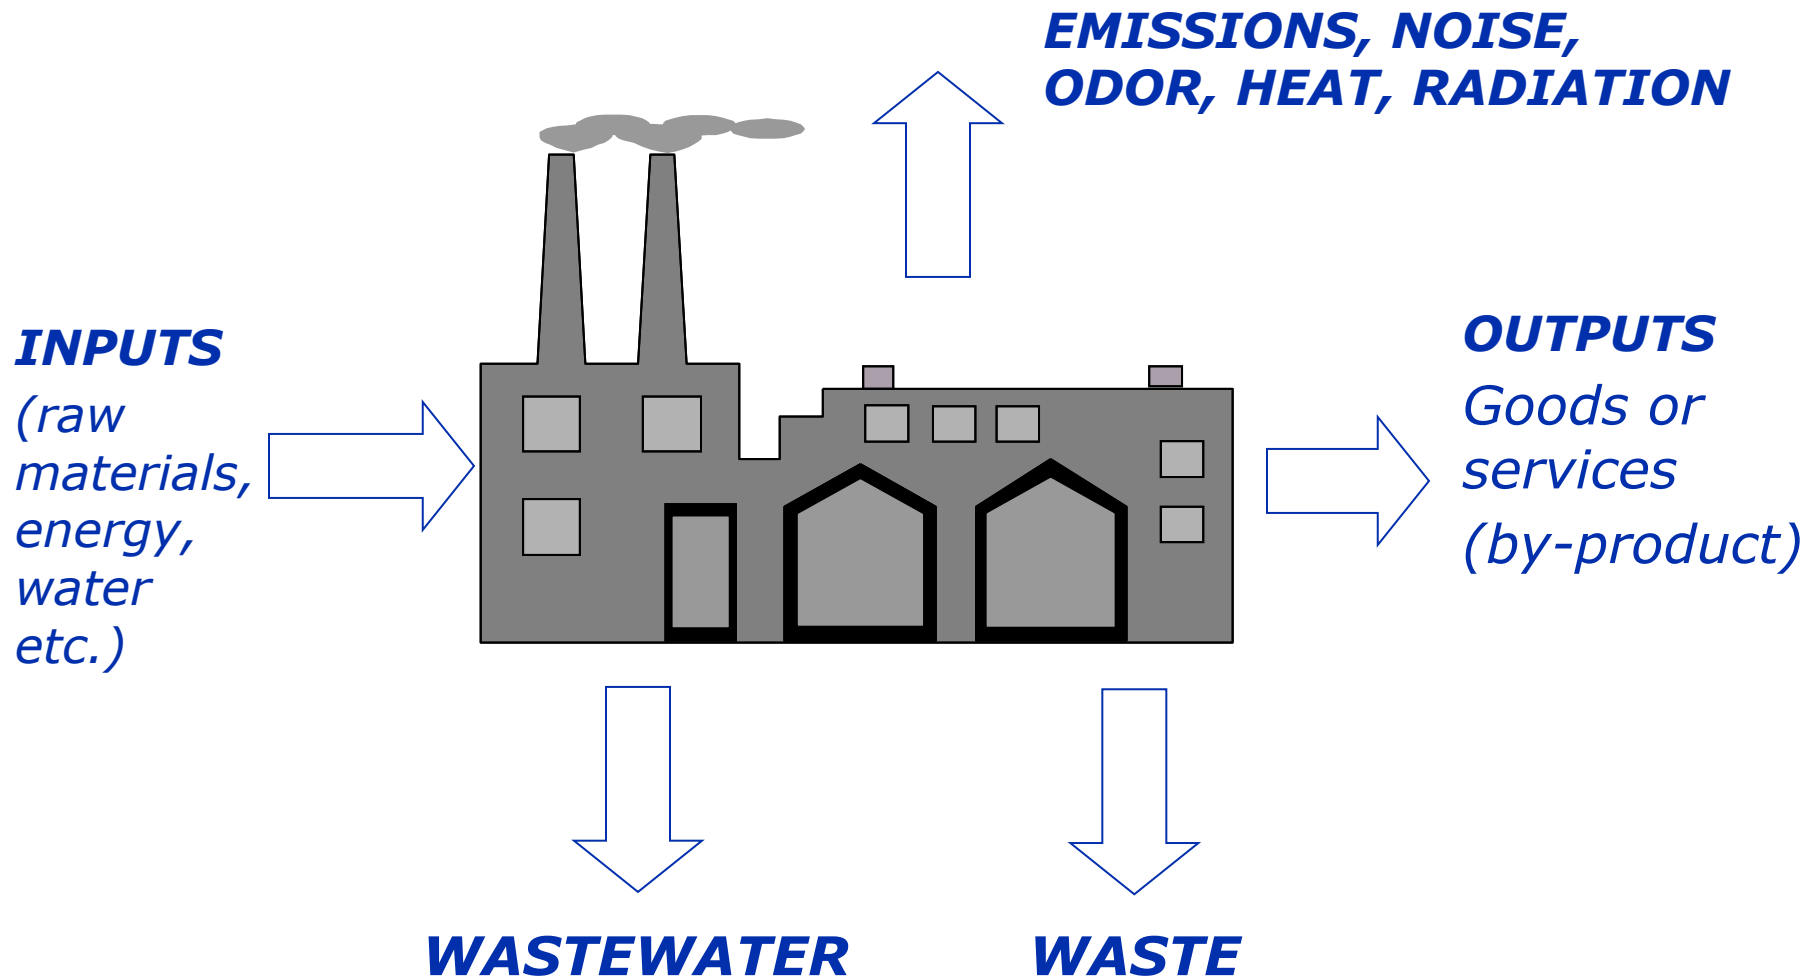 EMISSIONS, NOISE,
ODOR, HEAT, RADIATION
INPUTS
(raw
materials,
energy,
water
etc.)
OUTPUTS
Goods or
services
(by-product)
WASTEWATER
WASTE